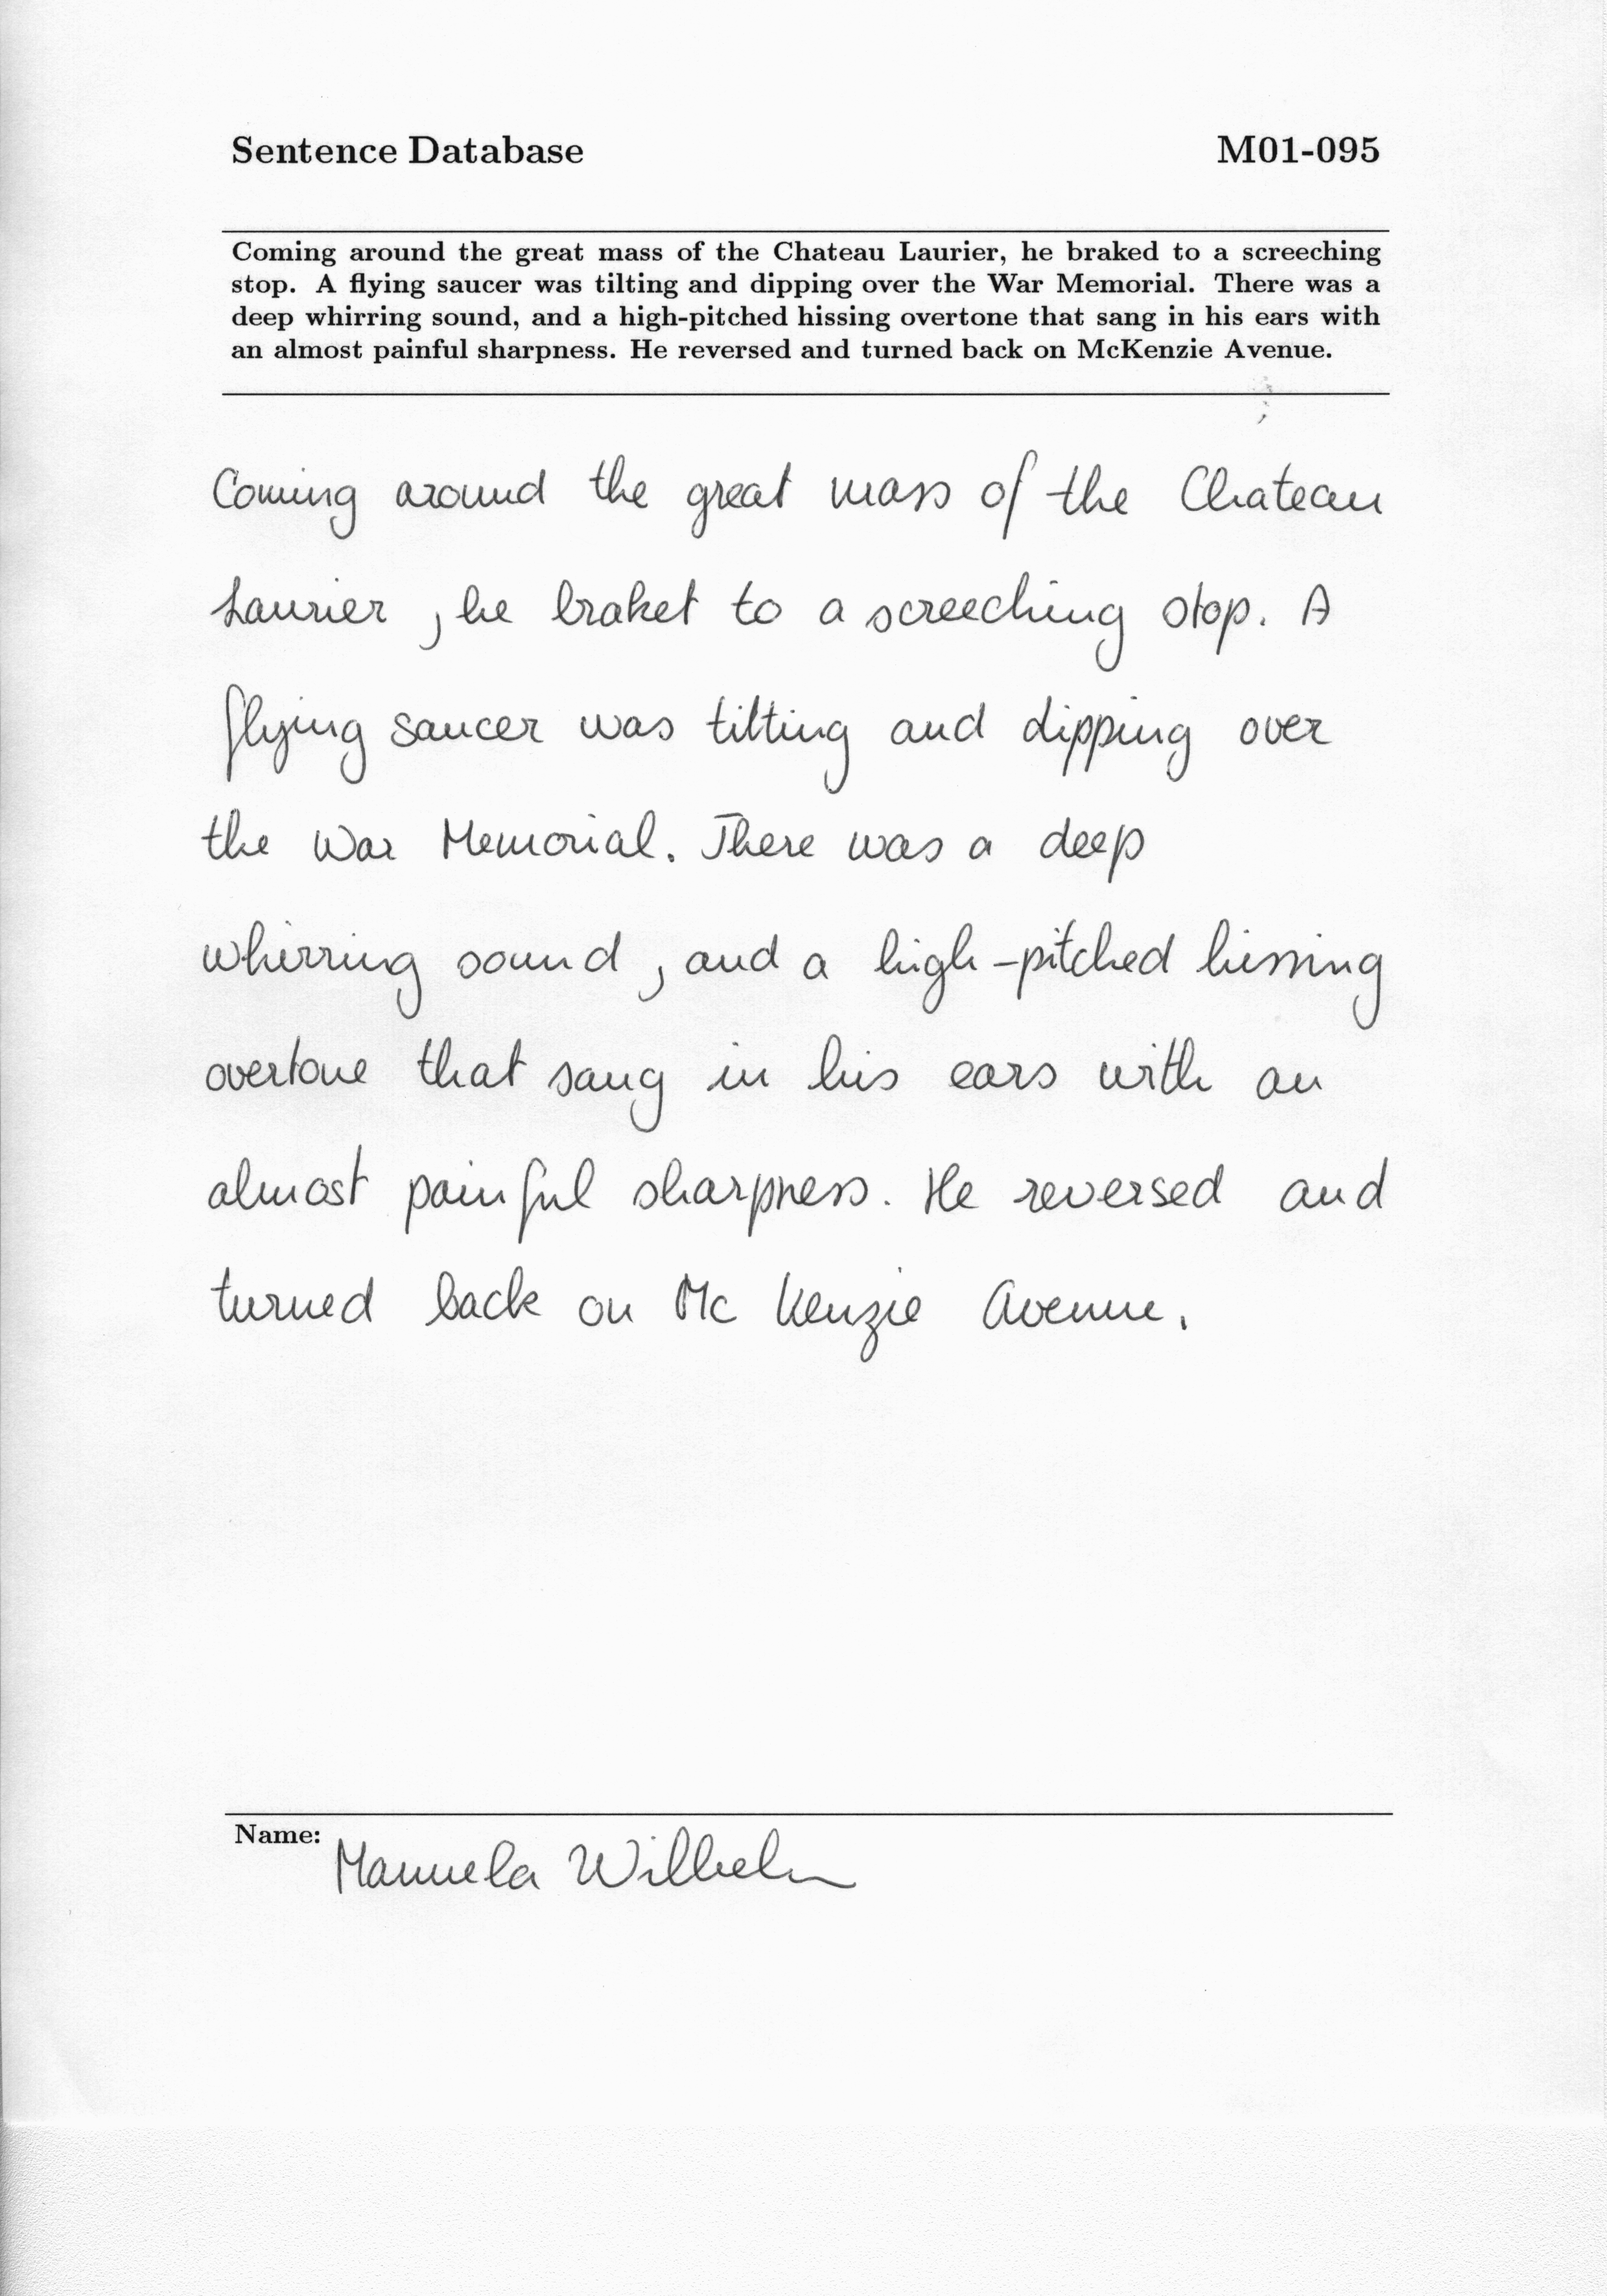 Sentence Database M01-095
Coming around the great mass of the Chateau Laurier, he braked to a screeching
stop. A flying saucer was tilting and dipping over the War Memorial. There was a
deep whirring sound, and a high-pitched hissing overtone that sang in his ears with
an almost painful sharpness. He reversed and turned back on McKenzie Avenue.
Coming around the great mass of the Chateau
Laurier, he braket to a screeching stop. A
flying saucer was tilting and dipping over
the War Memorial. There was a deep
whirring sound, and a high-pitched hissing
overtone that sang in his ears with an
almost painful sharpness. He reversed and
turned back on Mc Kenzie Avenue.
Name: Manuela Wilhelm